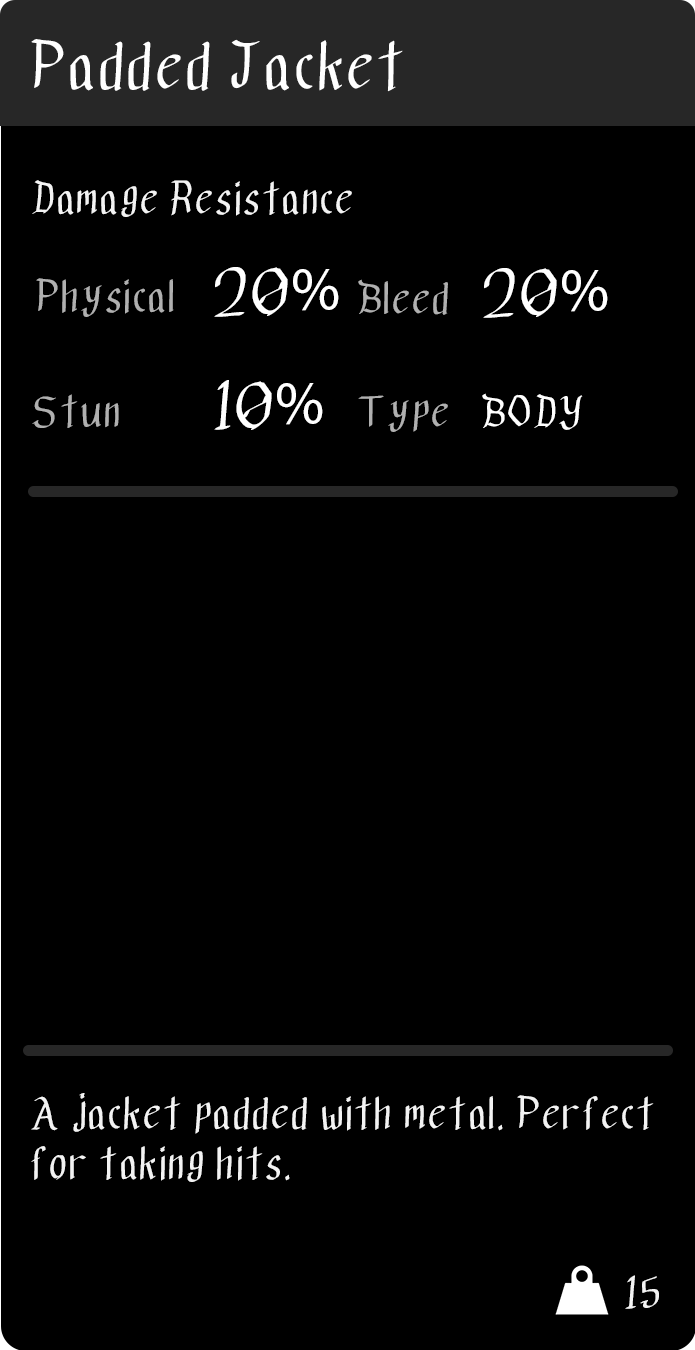 Padded Jacket
Damage Resistance
Physical 20% Bleed 20%
Stun 10% Type BODY
A jacket padded with metal. Perfect
for taking hits.
15